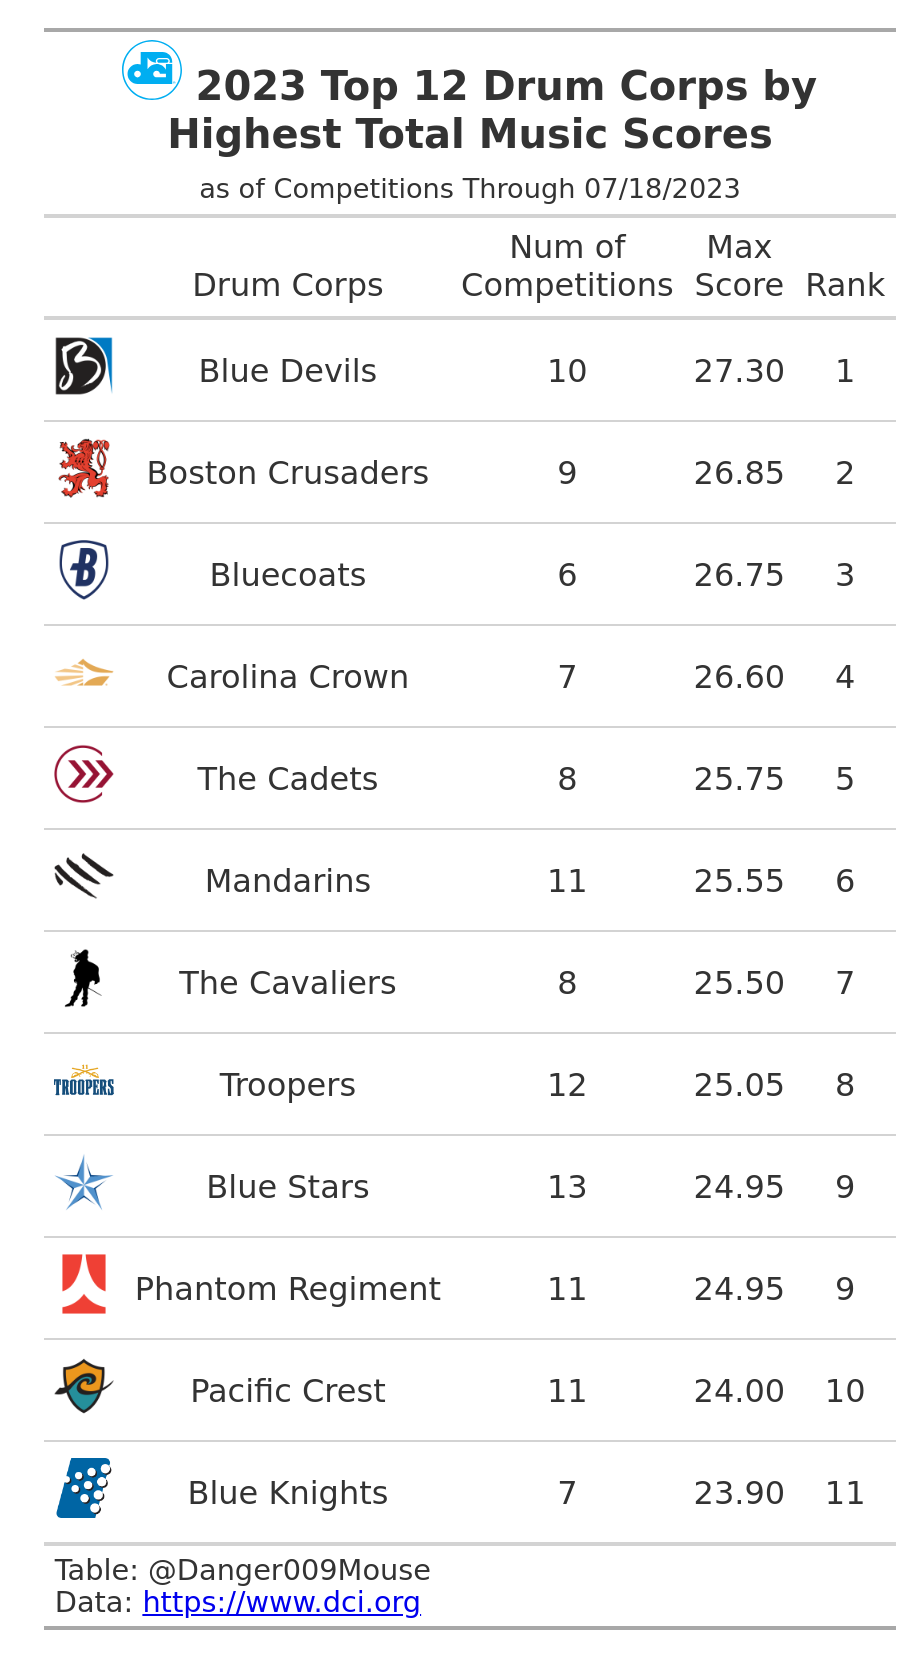 2023 Top 12 Drum Corps by
Highest Total Music Scores
as of Competitions Through 07/18/2023
Drum Corps Num of Competitions Max Score Rank
Blue Devils 10 27.30 1
Boston Crusaders 9 26.85 2
Bluecoats 6 26.75 3
Carolina Crown 7 26.60 4
The Cadets 8 25.75 5
Mandarins 11 25.55 6
The Cavaliers 8 25.50 7
TROOPERS Troopers 12 25.05 8
Blue Stars 13 24.95 9
Phantom Regiment 11 24.95 9
Pacific Crest 11 24.00 10
Blue Knights 7 23.90 11
Table: @Danger009Mouse
Data: https://www.dci.org